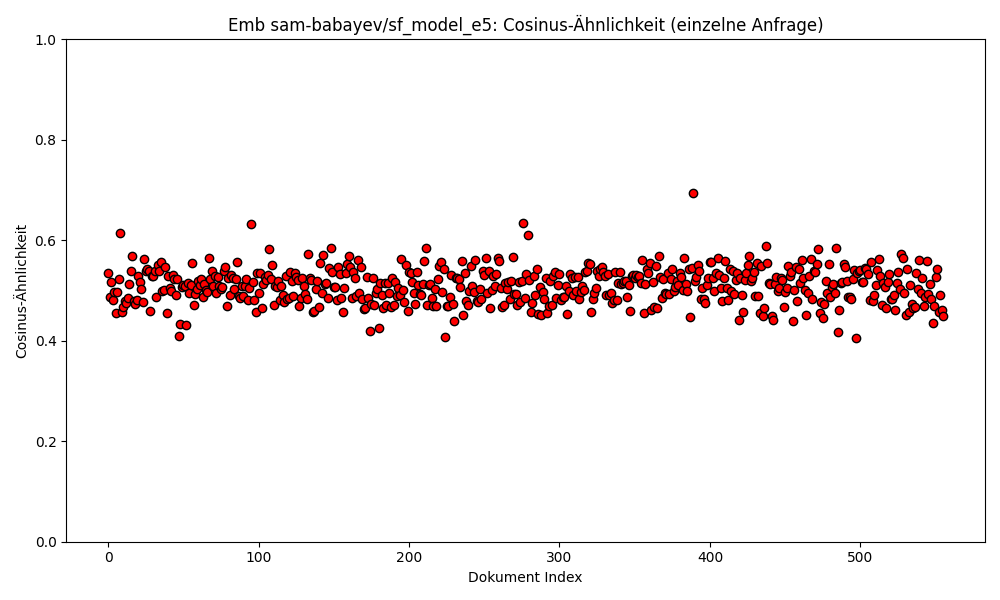 Emb sam-babayev/sf_model_e5: Cosinus-Ähnlichkeit (einzelne Anfrage)
1.0
0.8
0.6
0.4
0.2
0.0
Cosinus-Ähnlichkeit
0 100 200 300 400 500
Dokument Index